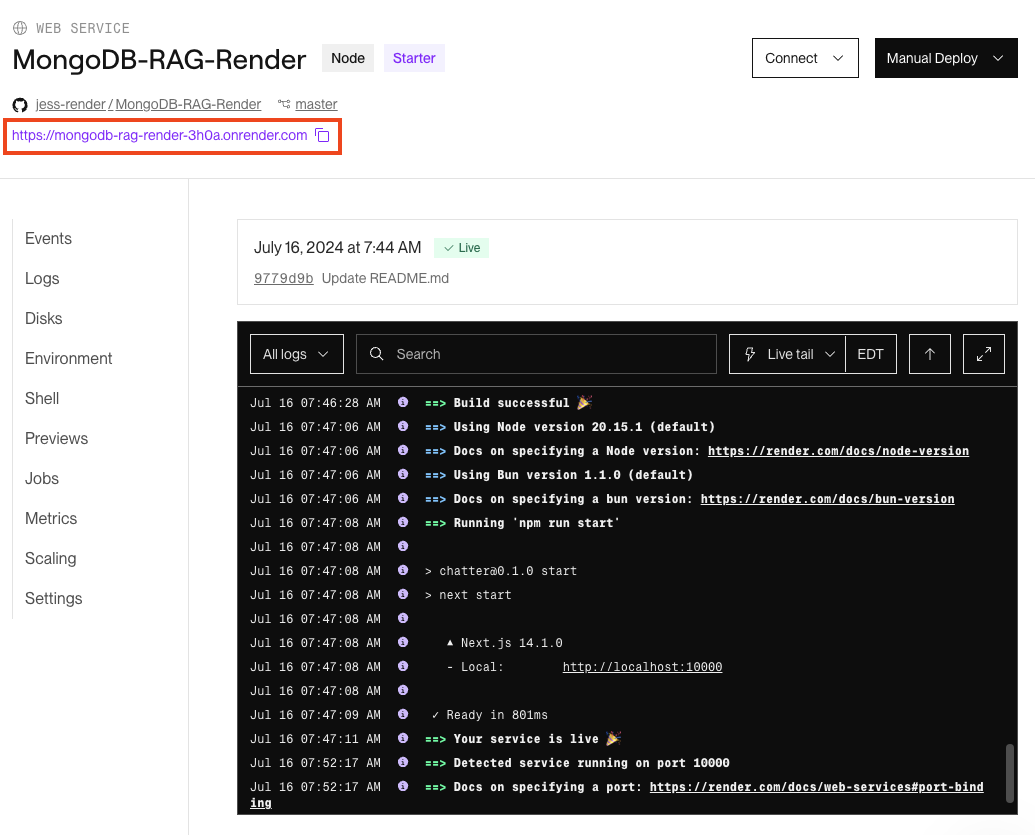 WEB SERVICE
MongoDB-RAG-Render Node Starter Connect Manual Deploy
jess-render / MongoDB-RAG-Render master
https://mongodb-rag-render-3h0a.onrender.com
Events
Logs
Disks
Environment
Shell
Previews
Jobs
Metrics
Scaling
Settings
July 16, 2024 at 7:44 AM ✓ Live
9779d9b Update README.md
All logs Search Live tail EDT
Jul 16 07:46:28 AM ==> Build successful 🎉
Jul 16 07:47:06 AM ==> Using Node version 20.15.1 (default)
Jul 16 07:47:06 AM ==> Docs on specifying a Node version: https://render.com/docs/node-version
Jul 16 07:47:06 AM ==> Using Bun version 1.1.0 (default)
Jul 16 07:47:06 AM ==> Docs on specifying a bun version: https://render.com/docs/bun-version
Jul 16 07:47:08 AM ==> Running 'npm run start'
Jul 16 07:47:08 AM
Jul 16 07:47:08 AM > chatter@0.1.0 start
Jul 16 07:47:08 AM > next start
Jul 16 07:47:08 AM
Jul 16 07:47:08 AM ▲ Next.js 14.1.0
Jul 16 07:47:08 AM - Local: http://localhost:10000
Jul 16 07:47:08 AM
Jul 16 07:47:09 AM ✓ Ready in 801ms
Jul 16 07:47:11 AM ==> Your service is live 🎉
Jul 16 07:52:17 AM ==> Detected service running on port 10000
Jul 16 07:52:17 AM ==> Docs on specifying a port: https://render.com/docs/web-services#port-bind
ing